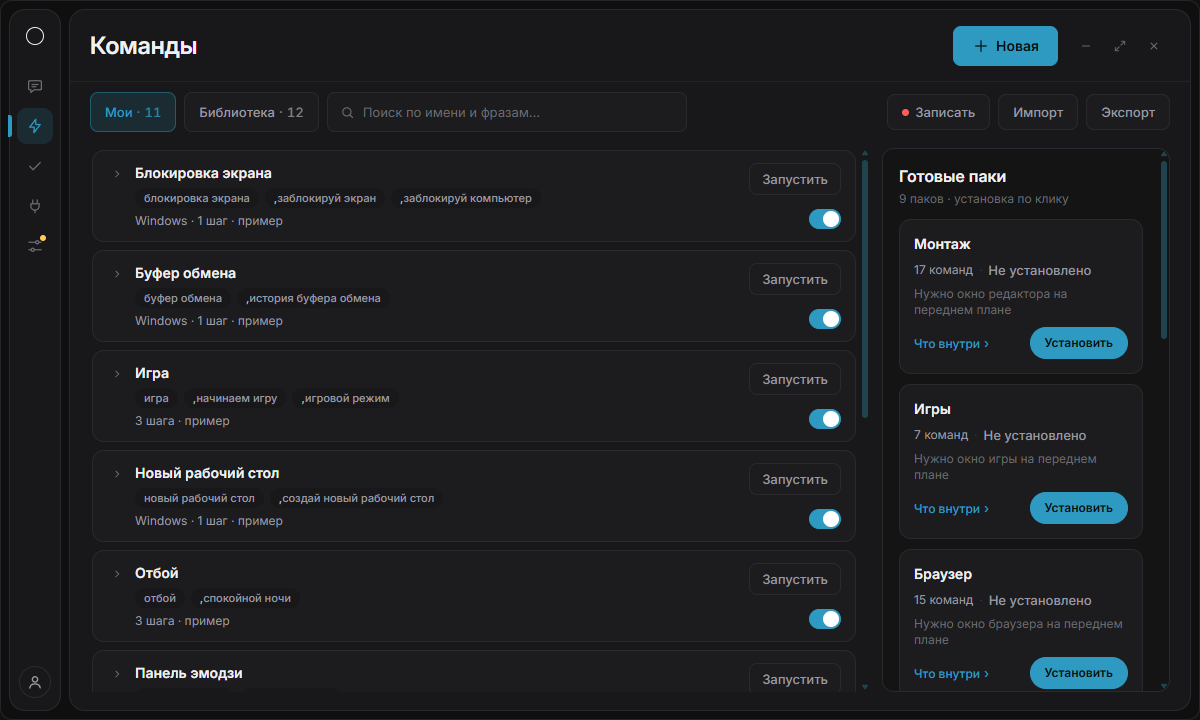 Команды
+ Новая
Мои · 11
Библиотека · 12
Поиск по имени и фразам...
Записать
Импорт
Экспорт
Блокировка экрана
Запустить
блокировка экрана ,заблокируй экран ,заблокируй компьютер
Windows · 1 шаг · пример
Буфер обмена
Запустить
буфер обмена ,история буфера обмена
Windows · 1 шаг · пример
Игра
Запустить
игра ,начинаем игру ,игровой режим
3 шага · пример
Новый рабочий стол
Запустить
новый рабочий стол ,создай новый рабочий стол
Windows · 1 шаг · пример
Отбой
Запустить
отбой ,спокойной ночи
3 шага · пример
Панель эмодзи
Запустить
Готовые паки
9 паков · установка по клику
Монтаж
17 команд · Не установлено
Нужно окно редактора на
переднем плане
Что внутри ›
Установить
Игры
7 команд · Не установлено
Нужно окно игры на переднем
плане
Что внутри ›
Установить
Браузер
15 команд · Не установлено
Нужно окно браузера на переднем
плане
Что внутри ›
Установить